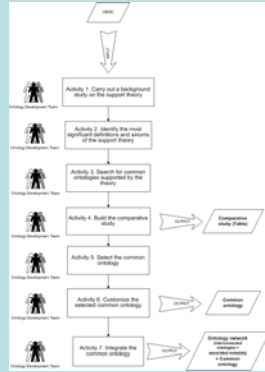 ORSD
INPUT
Activity 1. Carry out a background
study on the support theory
Ontology Development Team
Activity 2. Identify the most
significant definitions and axioms
of the support theory
Ontology Development Team
Activity 3. Search for common
ontologies supported by the
theory
Ontology Development Team
Activity 4. Build the comparative
study
OUTPUT
Comparative
study (Table)
Ontology Development Team
Activity 5. Select the common
ontology
Ontology Development Team
Activity 6. Customize the
selected common ontology
OUTPUT
Common
ontology
Ontology Development Team
Activity 7. Integrate the
common ontology
OUTPUT
Ontology network
+ Common
ontology
Ontology Development Team